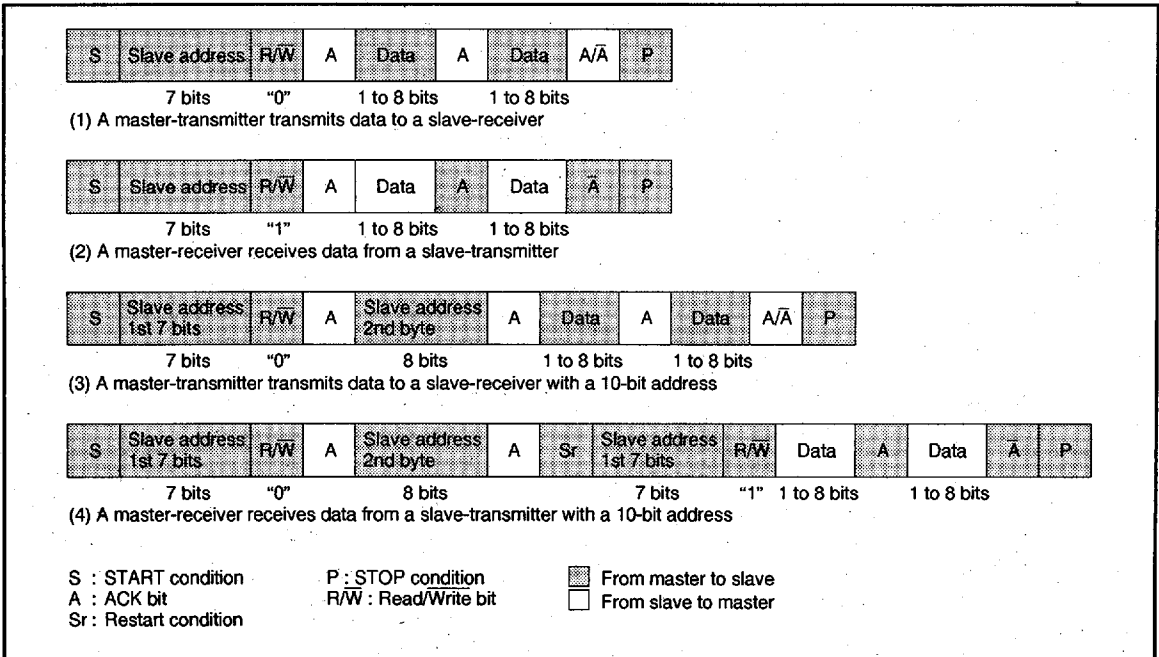 S Slave address R/W̅ A Data A Data A/A̅ P
7 bits "0" 1 to 8 bits 1 to 8 bits
(1) A master-transmitter transmits data to a slave-receiver
S Slave address R/W̅ A Data A Data A̅ P
7 bits "1" 1 to 8 bits 1 to 8 bits
(2) A master-receiver receives data from a slave-transmitter
S Slave address 1st 7 bits R/W̅ A Slave address 2nd byte A Data A Data A/A̅ P
7 bits "0" 8 bits 1 to 8 bits 1 to 8 bits
(3) A master-transmitter transmits data to a slave-receiver with a 10-bit address
S Slave address 1st 7 bits R/W̅ A Slave address 2nd byte A Sr Slave address 1st 7 bits R/W̅ Data A Data A̅ P
7 bits "0" 8 bits 7 bits "1" 1 to 8 bits 1 to 8 bits
(4) A master-receiver receives data from a slave-transmitter with a 10-bit address
S : START condition P : STOP condition From master to slave
A : ACK bit R/W̅ : Read/W̅r̅i̅t̅e̅ bit From slave to master
Sr : Restart condition